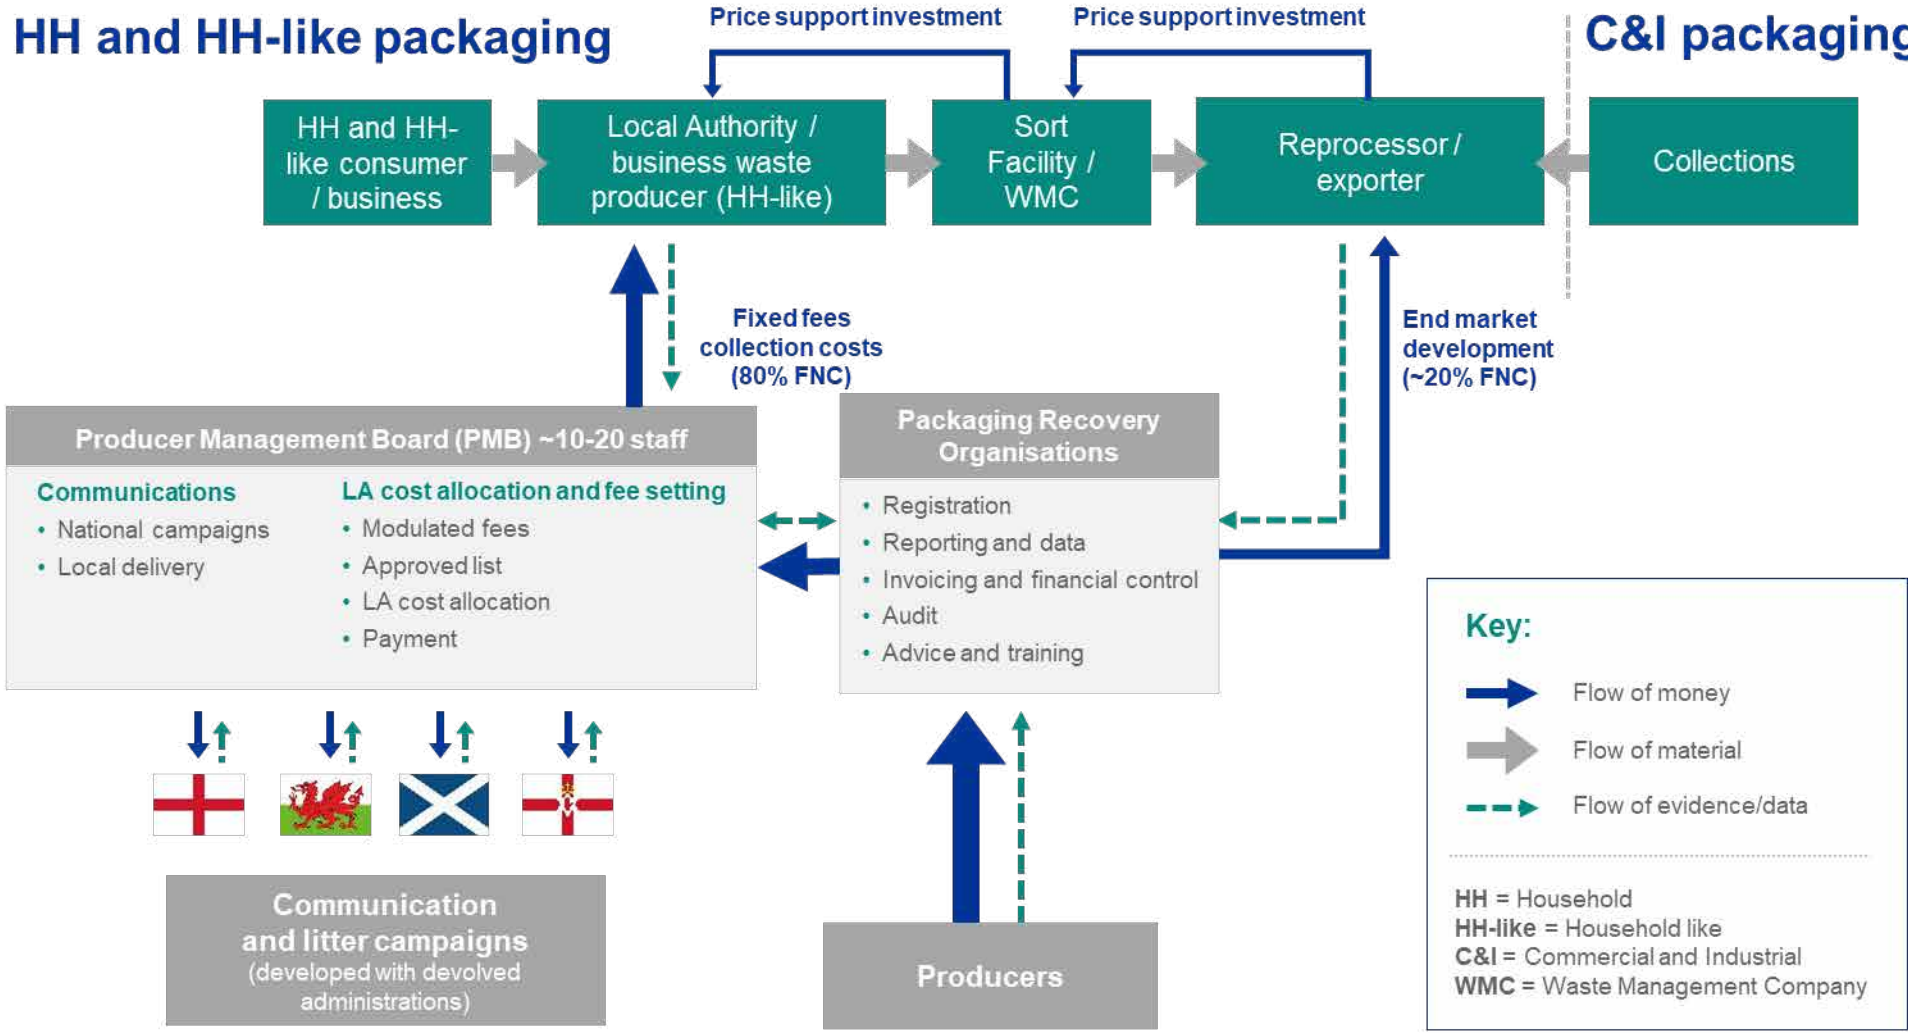 HH and HH-like packaging
Price support investment
Price support investment
C&I packaging
HH and HH-
like consumer
/ business
Local Authority /
business waste
producer (HH-like)
Sort
Facility /
WMC
Reprocessor /
exporter
Collections
Fixed fees
collection costs
(80% FNC)
End market
development
(~20% FNC)
Producer Management Board (PMB) ~10-20 staff
Communications
• National campaigns
• Local delivery
LA cost allocation and fee setting
• Modulated fees
• Approved list
• LA cost allocation
• Payment
Packaging Recovery
Organisations
• Registration
• Reporting and data
• Invoicing and financial control
• Audit
• Advice and training
Communication
and litter campaigns
(developed with devolved
administrations)
Producers
Key:
Flow of money
Flow of material
Flow of evidence/data
HH = Household
HH-like = Household like
C&I = Commercial and Industrial
WMC = Waste Management Company